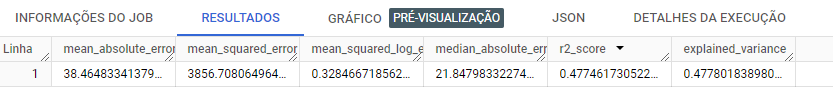 INFORMAÇÕES DO JOB RESULTADOS GRÁFICO PRÉ-VISUALIZAÇÃO JSON DETALHES DA EXECUÇÃO
Linha mean_absolute_error mean_squared_error mean_squared_log_e median_absolute_err r2_score explained_variance
1 38.46483341379... 3856.708064964... 0.328466718562... 21.84798332274... 0.477461730522... 0.477801838980...